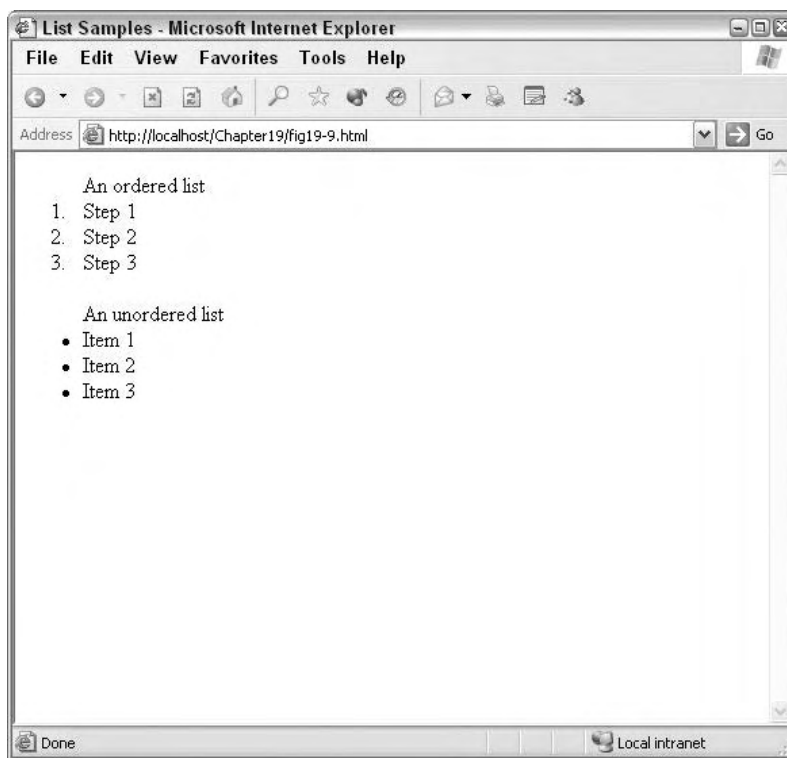 List Samples - Microsoft Internet Explorer
File Edit View Favorites Tools Help
Address http://localhost/Chapter19/fig19-9.html Go
An ordered list
1. Step 1
2. Step 2
3. Step 3
An unordered list
• Item 1
• Item 2
• Item 3
Done Local intranet